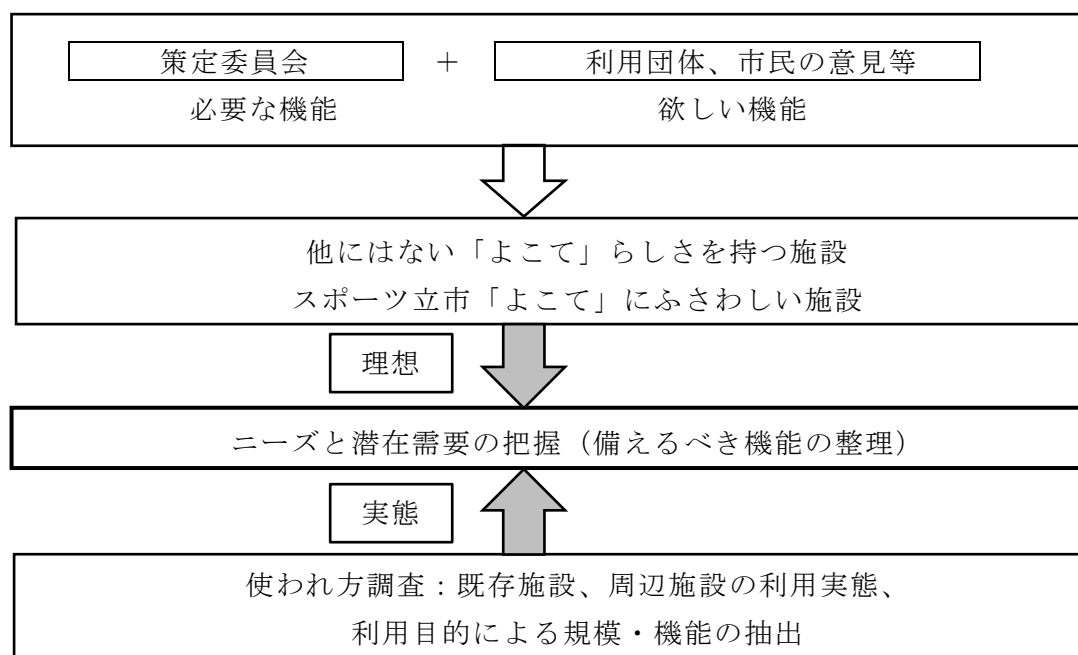 策定委員会 + 利用団体、市民の意見等
必要な機能 欲しい機能
他にはない「よこて」らしさを持つ施設
スポーツ立市「よこて」にふさわしい施設
理想
ニーズと潜在需要の把握（備えるべき機能の整理）
実態
使われ方調査：既存施設、周辺施設の利用実態、
利用目的による規模・機能の抽出